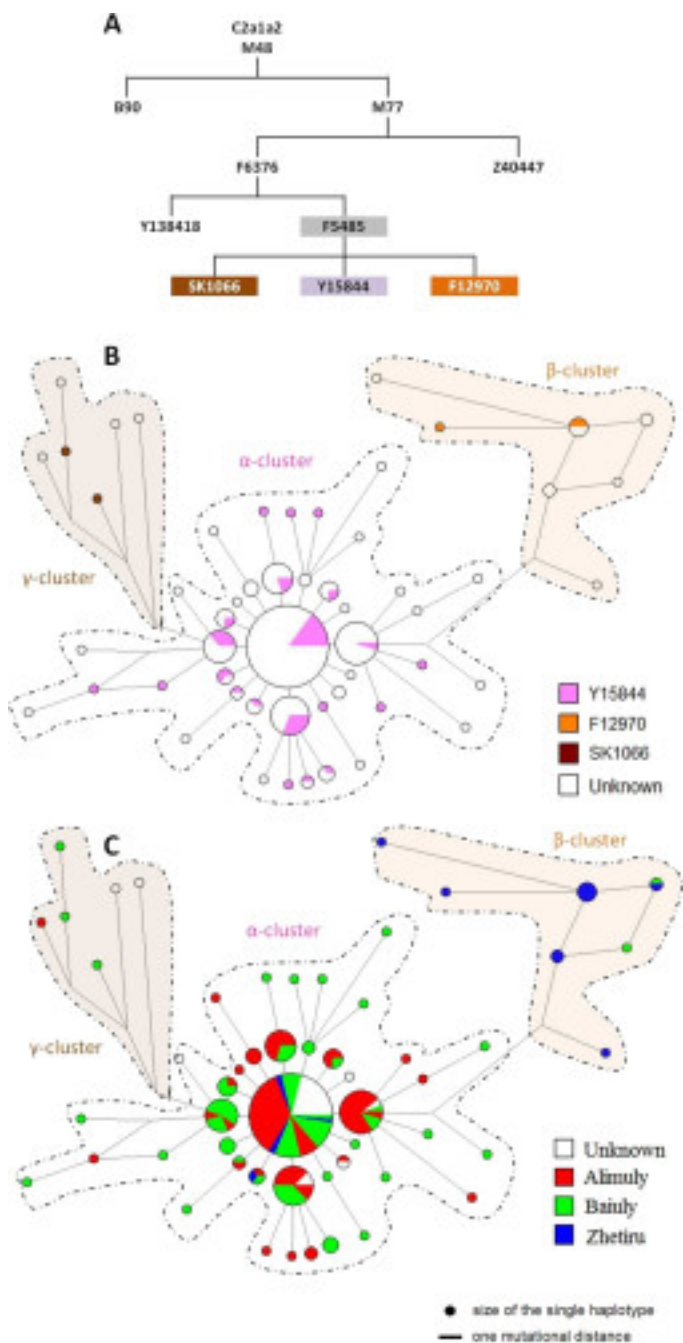 A
C2a1a2
M48
B90 M77
F6376 Z40447
Y138418 F5485
SK1066 Y15844 F12970
B
β-cluster
α-cluster
γ-cluster
Y15844
F12970
SK1066
Unknown
C
β-cluster
α-cluster
γ-cluster
Unknown
Alimuly
Baiuly
Zhetiru
size of the single haplotype
one mutational distance